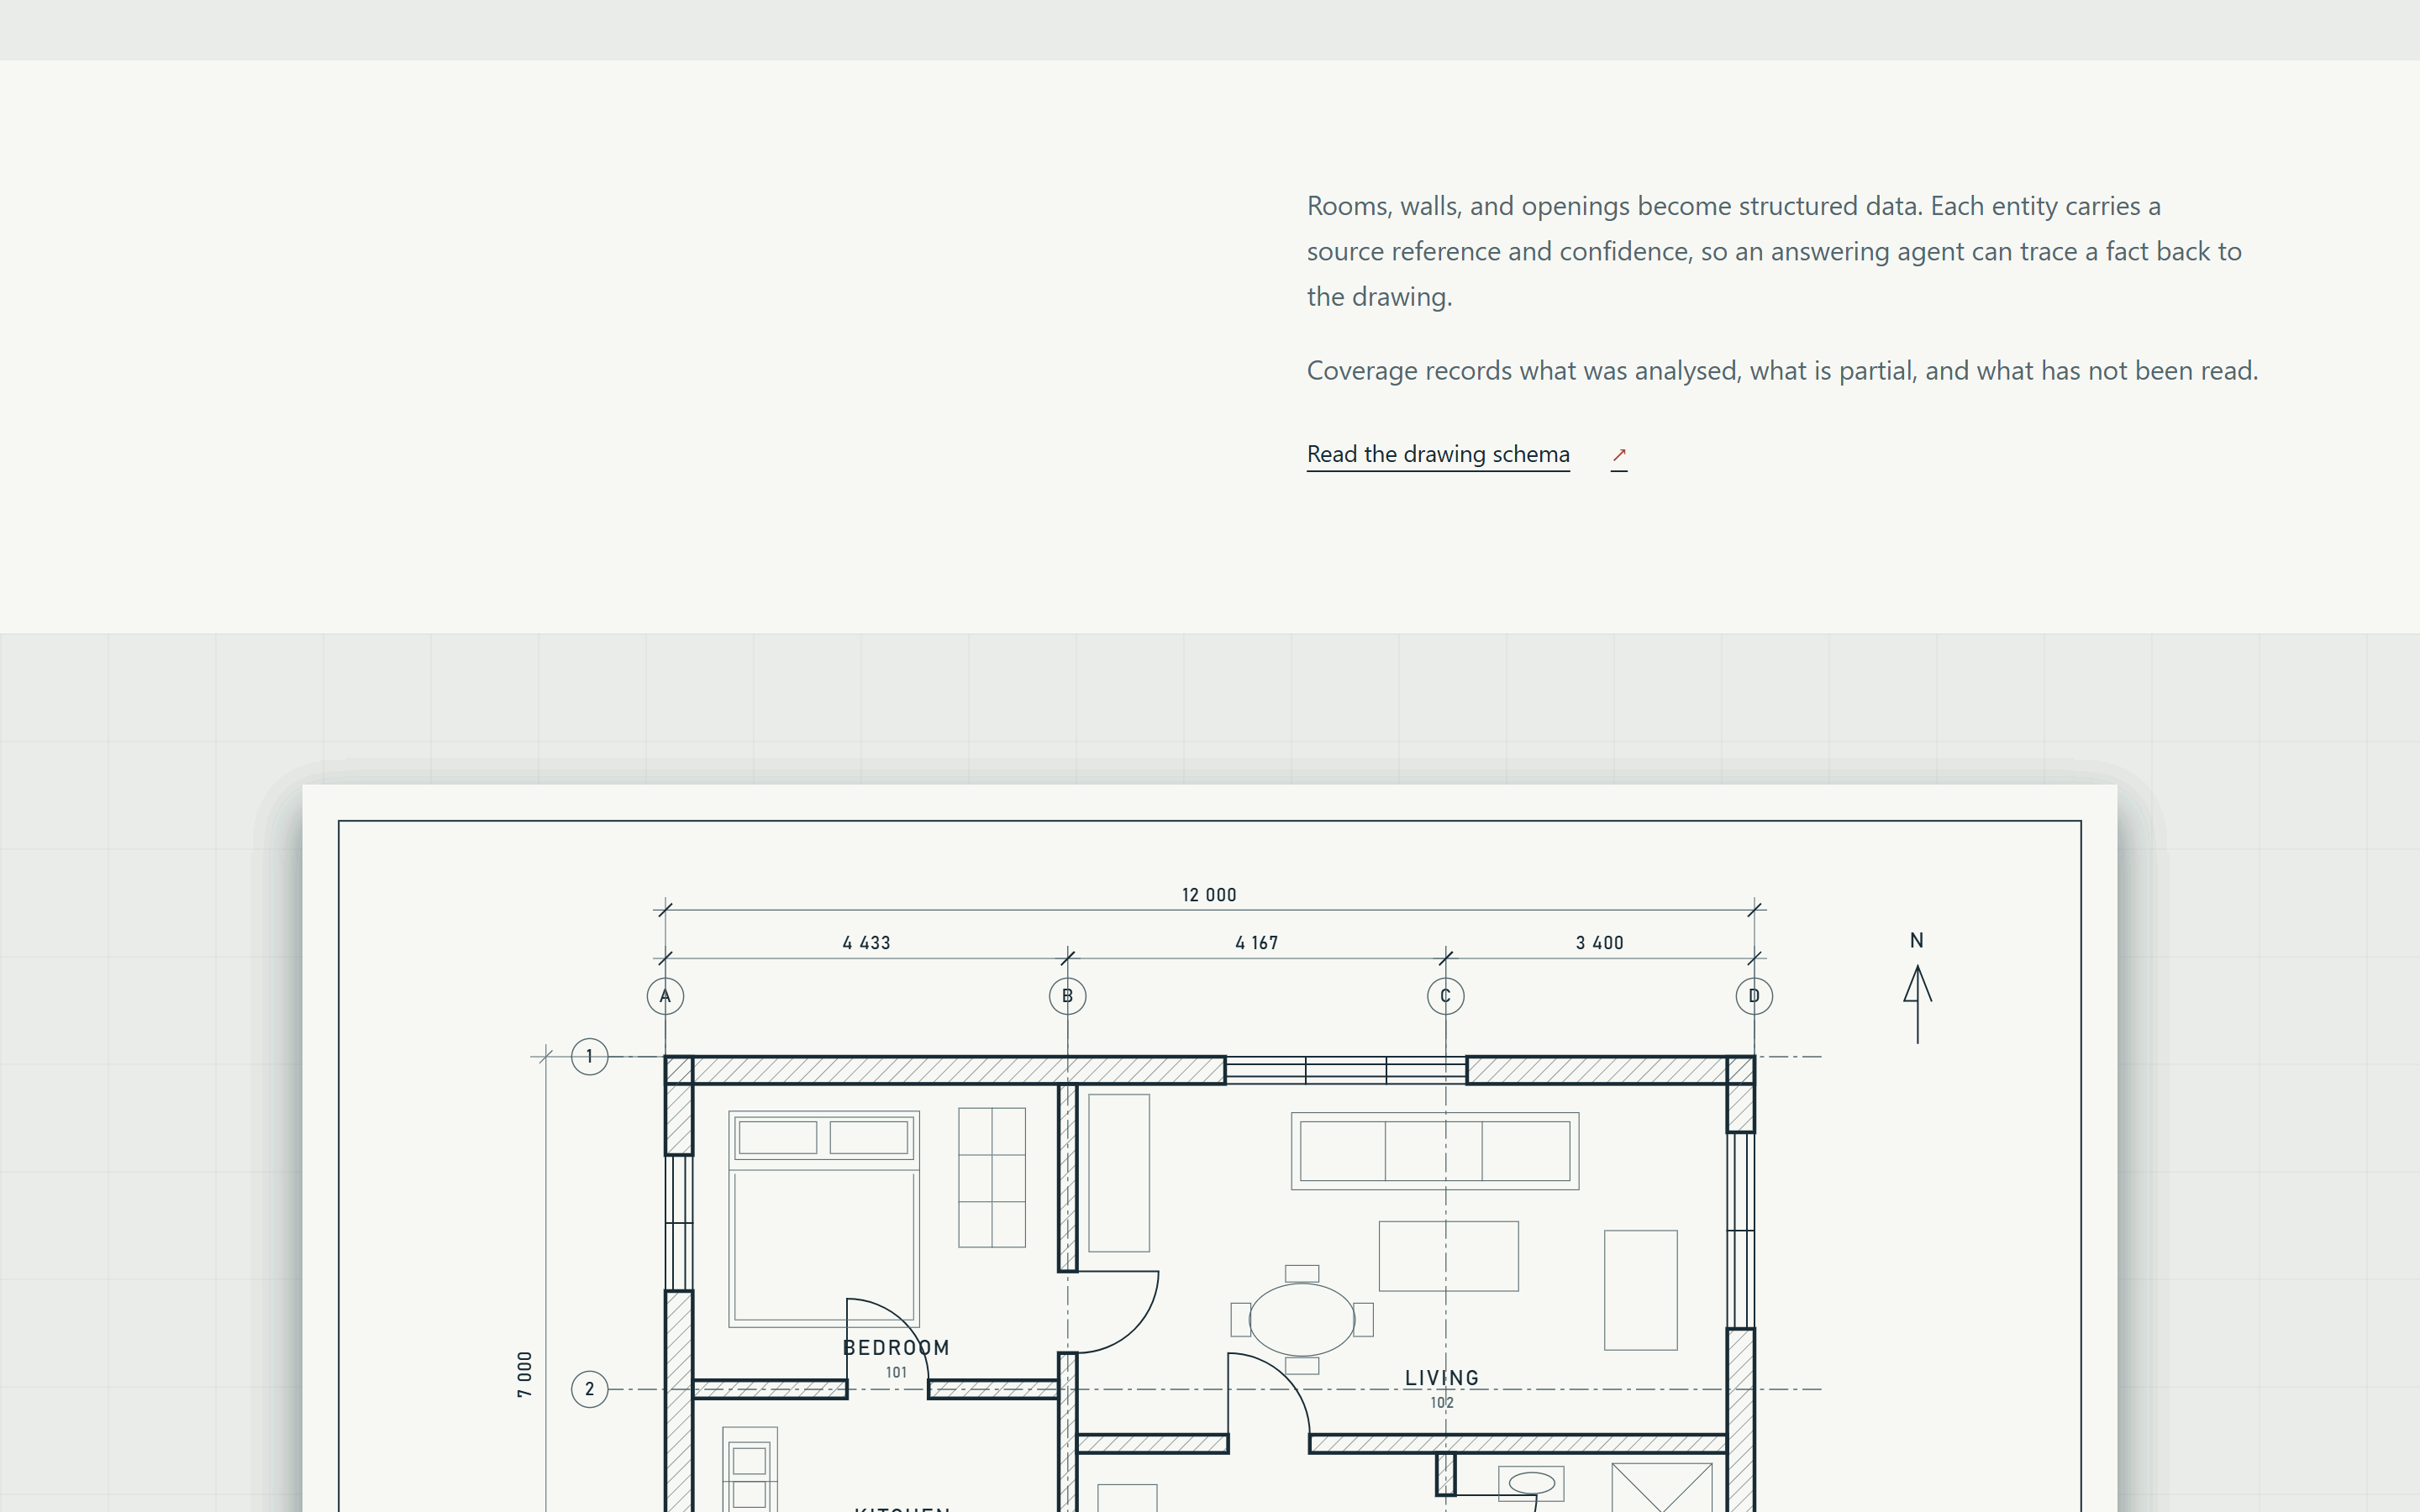 Rooms, walls, and openings become structured data. Each entity carries a
source reference and confidence, so an answering agent can trace a fact back to
the drawing.
Coverage records what was analysed, what is partial, and what has not been read.
Read the drawing schema ↗
12 000
4 433 4 167 3 400
N
A B C D
1
7 000
2
BEDROOM
101
LIVING
102
KITCHEN